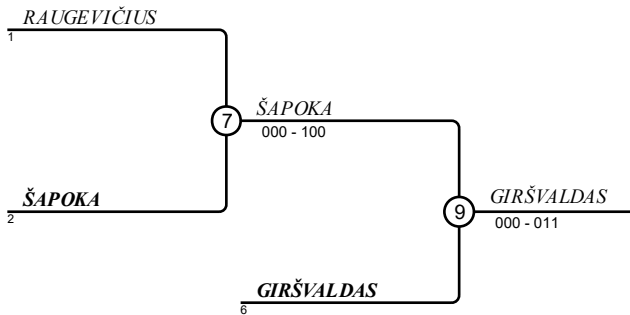 RAUGEVIČIUS
1
7
ŠAPOKA
000 - 100
ŠAPOKA
2
9
GIRŠVALDAS
000 - 011
GIRŠVALDAS
6